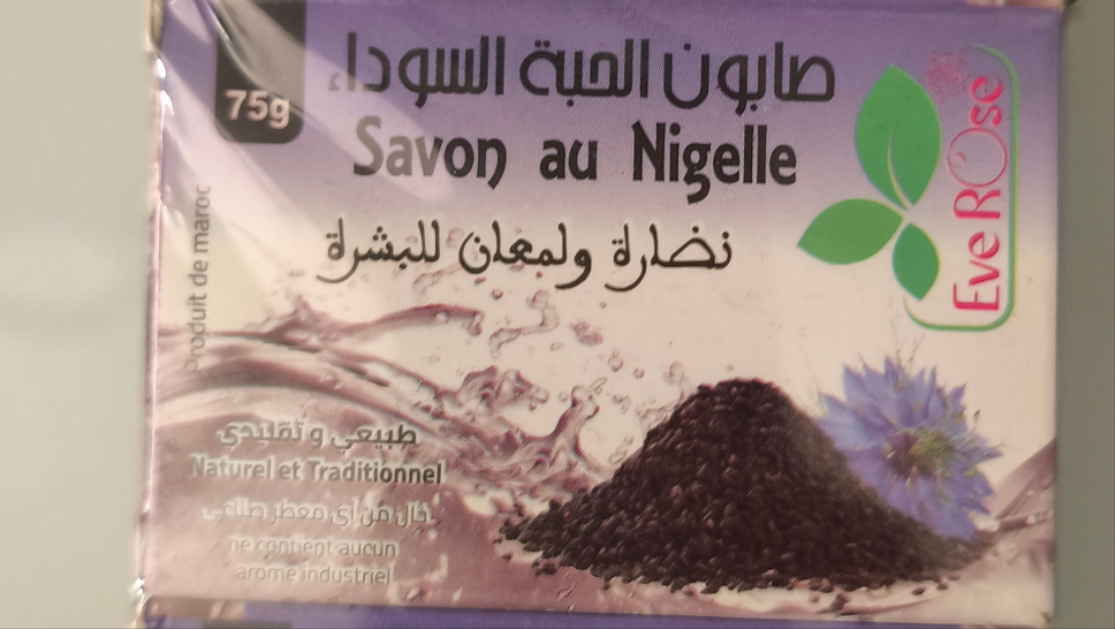 75g
صابون الحبة السوداء
Savon au Nigelle
نضارة ولمعان للبشرة
Eve ROse
Produit de maroc
طبيعي و تقليدي
Naturel et Traditionnel
خال من أي معطر صناعي
ne contient aucun
arome industriel